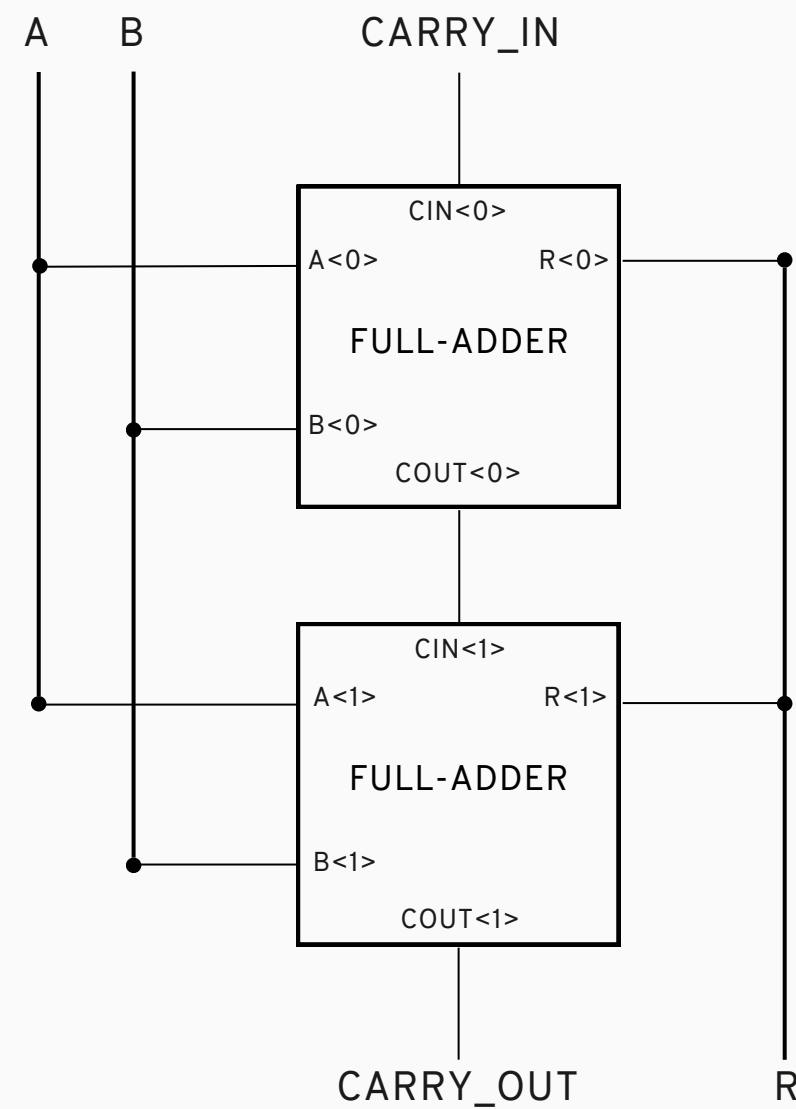 A B CARRY_IN
CIN<0>
A<0> R<0>
FULL-ADDER
B<0>
COUT<0>
CIN<1>
A<1> R<1>
FULL-ADDER
B<1>
COUT<1>
CARRY_OUT R